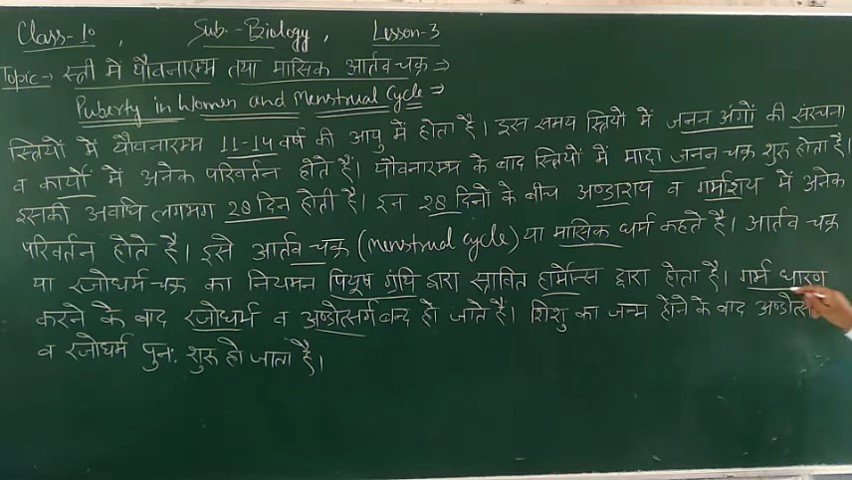 Class-10, Sub.-Biology, Lesson-3
Topic:-> स्त्री में यौवनारम्भ तथा मासिक आर्तव चक्र ⇒
Puberty in Women and Menstrual Cycle ⇒
स्त्रियों में यौवनारम्भ 11-14 वर्ष की आयु में होता है। इस समय स्त्रियों में जनन अंगों की संरचना
व कार्यों में अनेक परिवर्तन होते हैं। यौवनारम्भ के बाद स्त्रियों में मादा जनन चक्र शुरू होता है।
इसकी अवधि लगभग 28 दिन होती है। इन 28 दिनों के बीच अण्डाशय व गर्भाशय में अनेक
परिवर्तन होते है। इसे आर्तव चक्र (Menstrual cycle) या मासिक धर्म कहते है। आर्तव चक्र
या रजोधर्म चक्र का नियमन पियूष ग्रंथि द्वारा स्त्रावित हार्मोन्स द्वारा होता है। गर्भ धारण
करने के बाद रजोधर्म व अण्डोत्सर्ग बन्द हो जाते हैं। शिशु का जन्म होने के बाद
व रजोधर्म पुन: शुरू हो जाता है।